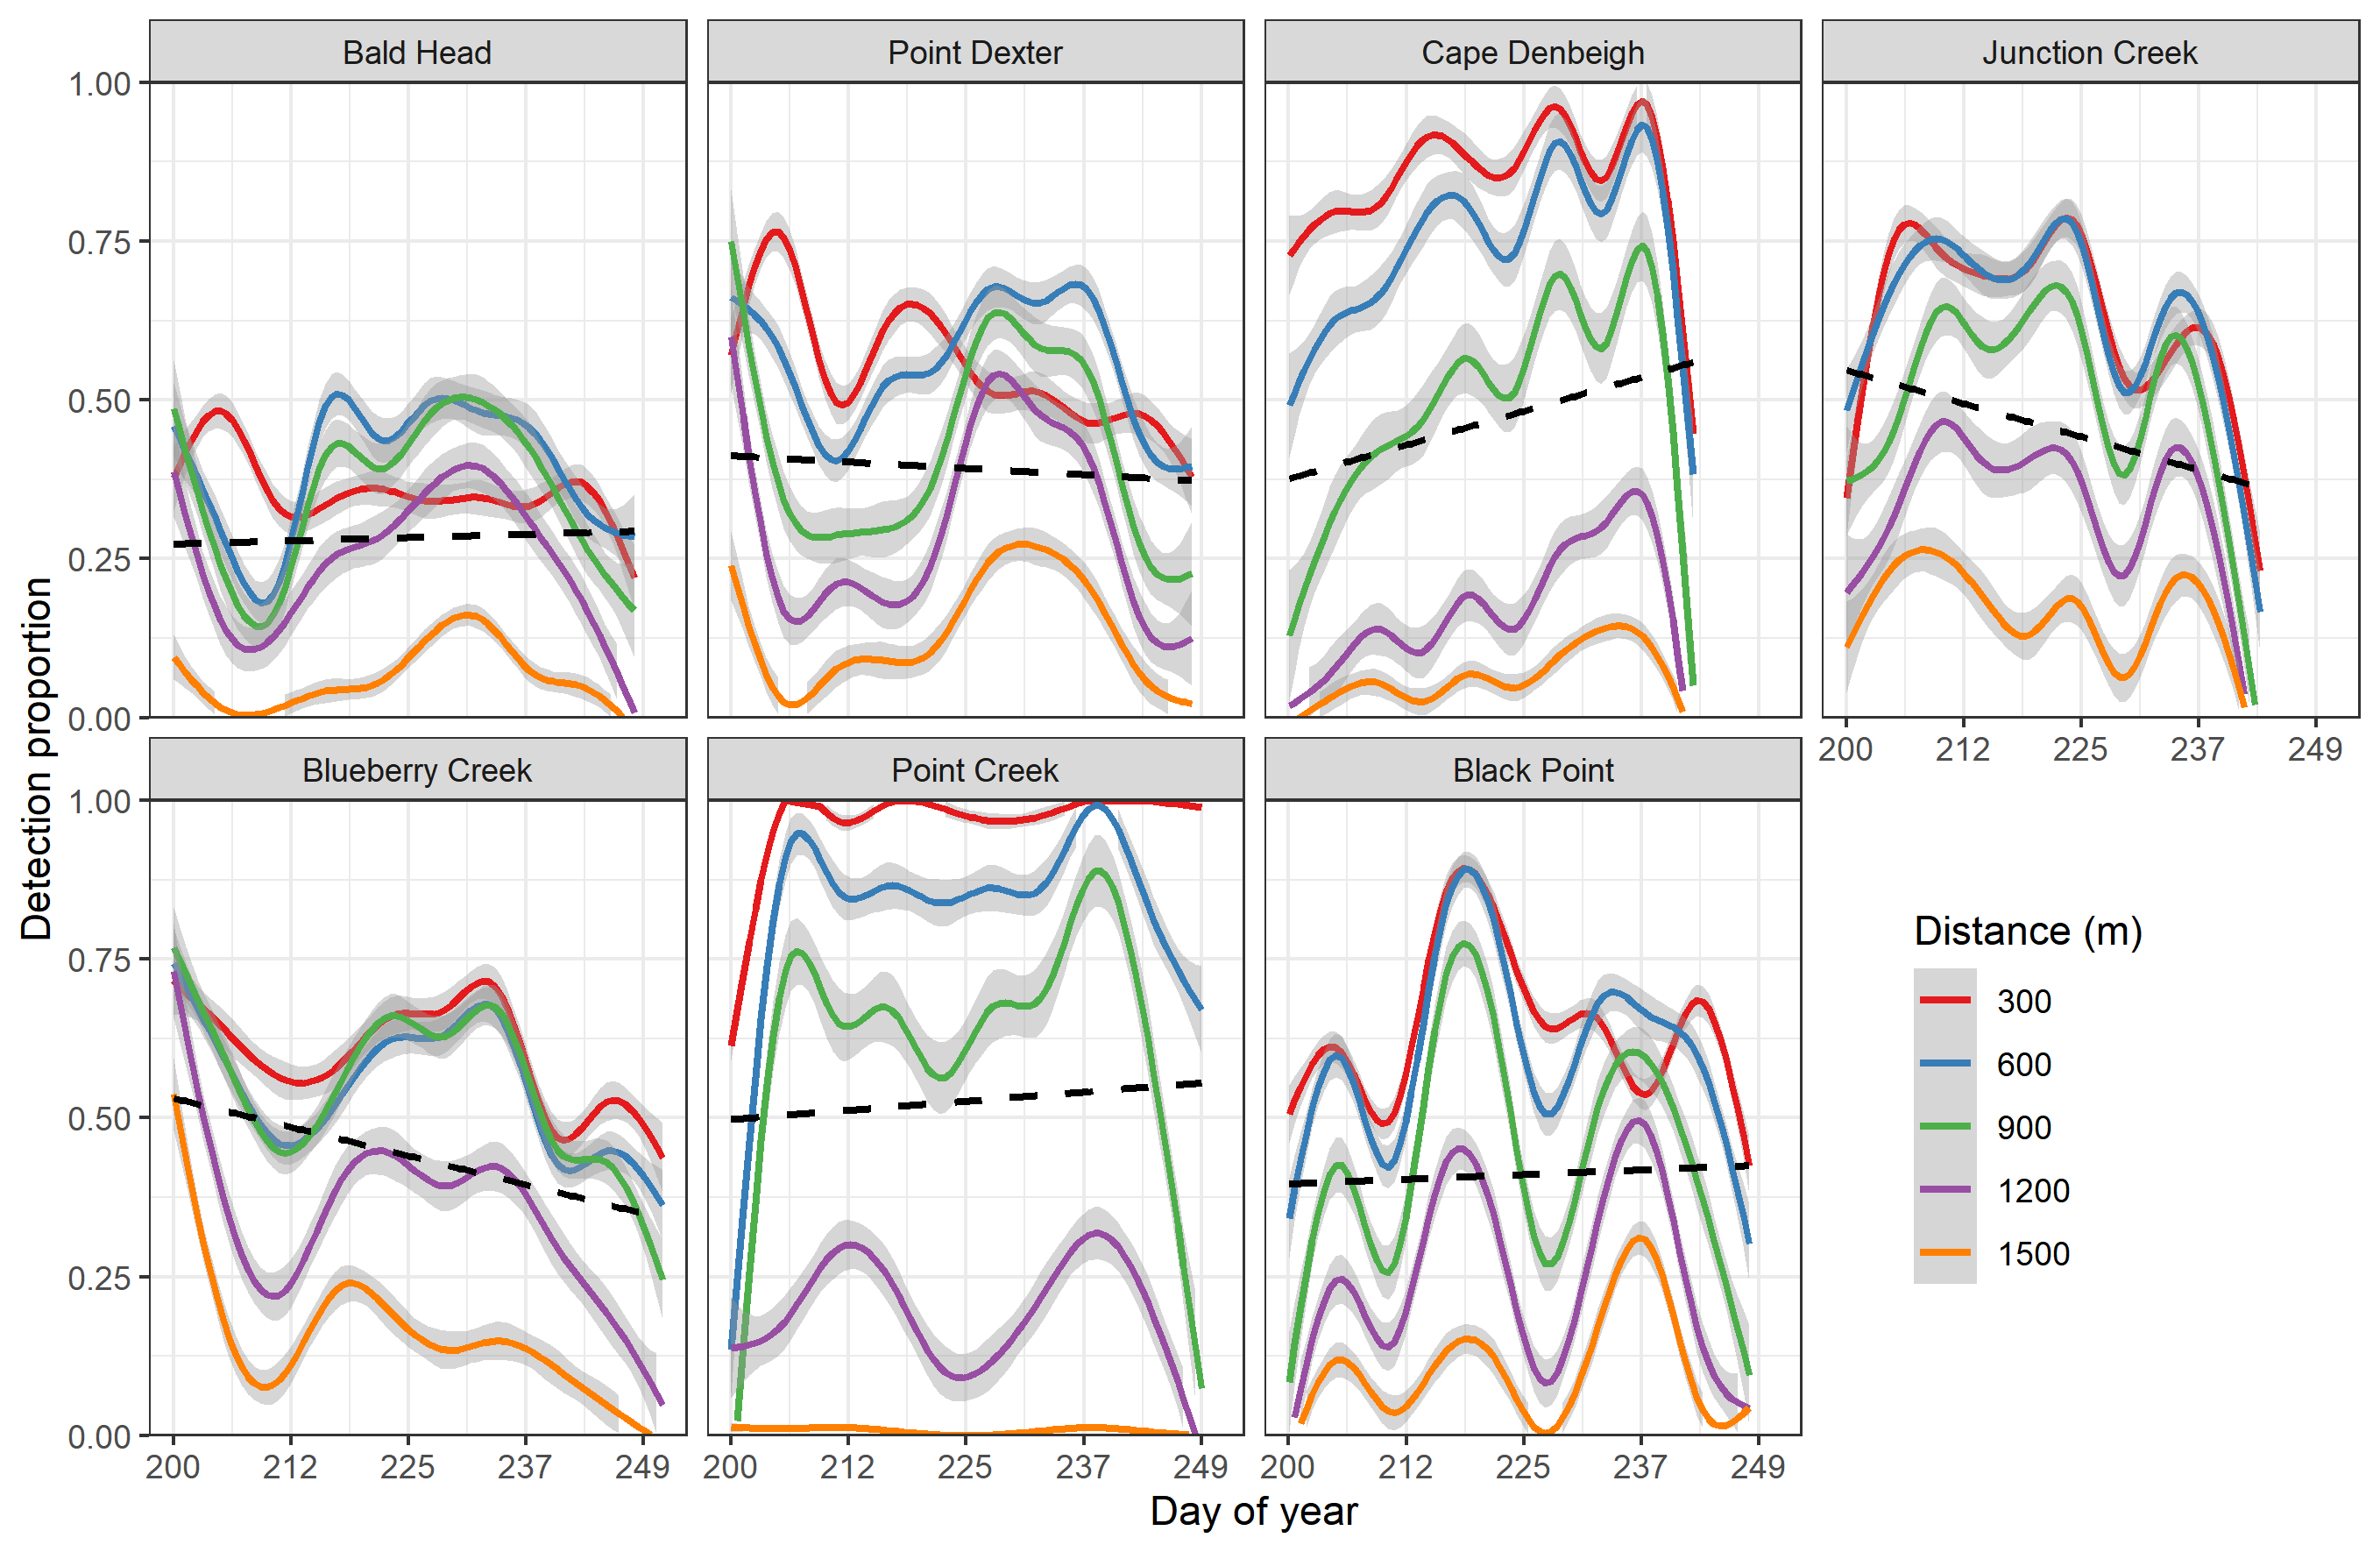 Bald Head Point Dexter Cape Denbeigh Junction Creek
1.00
0.75
0.50
0.25
0.00
200 212 225 237 249
Blueberry Creek Point Creek Black Point
1.00
0.75
0.50
0.25
0.00
200 212 225 237 249 200 212 225 237 249 200 212 225 237 249
Detection proportion
Day of year
Distance (m)
300
600
900
1200
1500